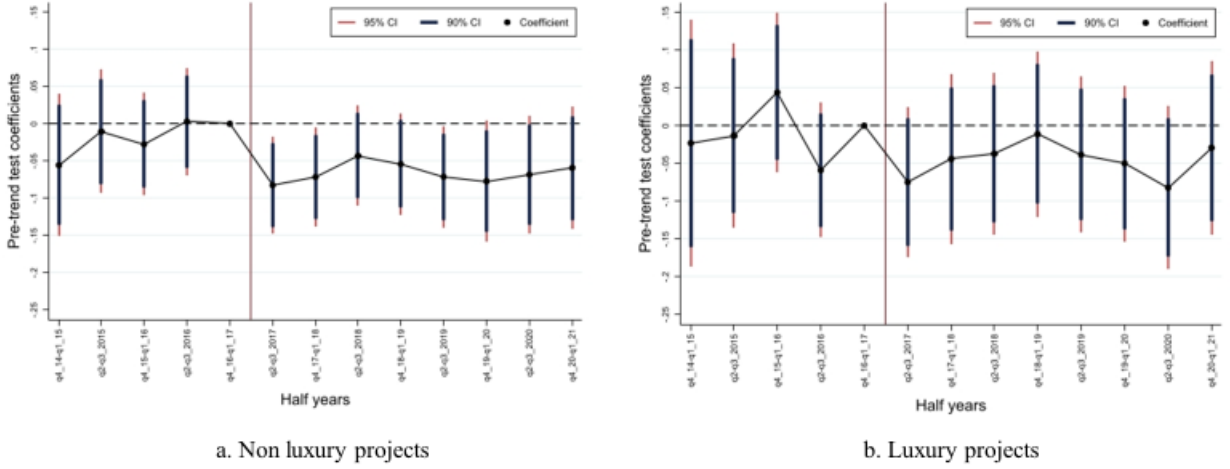 95% CI 90% CI Coefficient
Pre-trend test coefficients
.15
.1
.05
0
.05
-.1
-.15
-.2
-.25
q4_14-q1_15
q2-q3_2015
q4_15-q1_16
q2-q3_2016
q4_16-q1_17
q2-q3_2017
q4_17-q1_18
q2-q3_2018
q4_18-q1_19
q2-q3_2019
q4_19-q1_20
q2-q3_2020
q4_20-q1_21
Half years
a. Non luxury projects
95% CI 90% CI Coefficient
Pre-trend test coefficients
.15
.1
.05
0
.05
-.1
-.15
-.2
-.25
q4_14-q1_15
q2-q3_2015
q4_15-q1_16
q2-q3_2016
q4_16-q1_17
q2-q3_2017
q4_17-q1_18
q2-q3_2018
q4_18-q1_19
q2-q3_2019
q4_19-q1_20
q2-q3_2020
q4_20-q1_21
Half years
b. Luxury projects